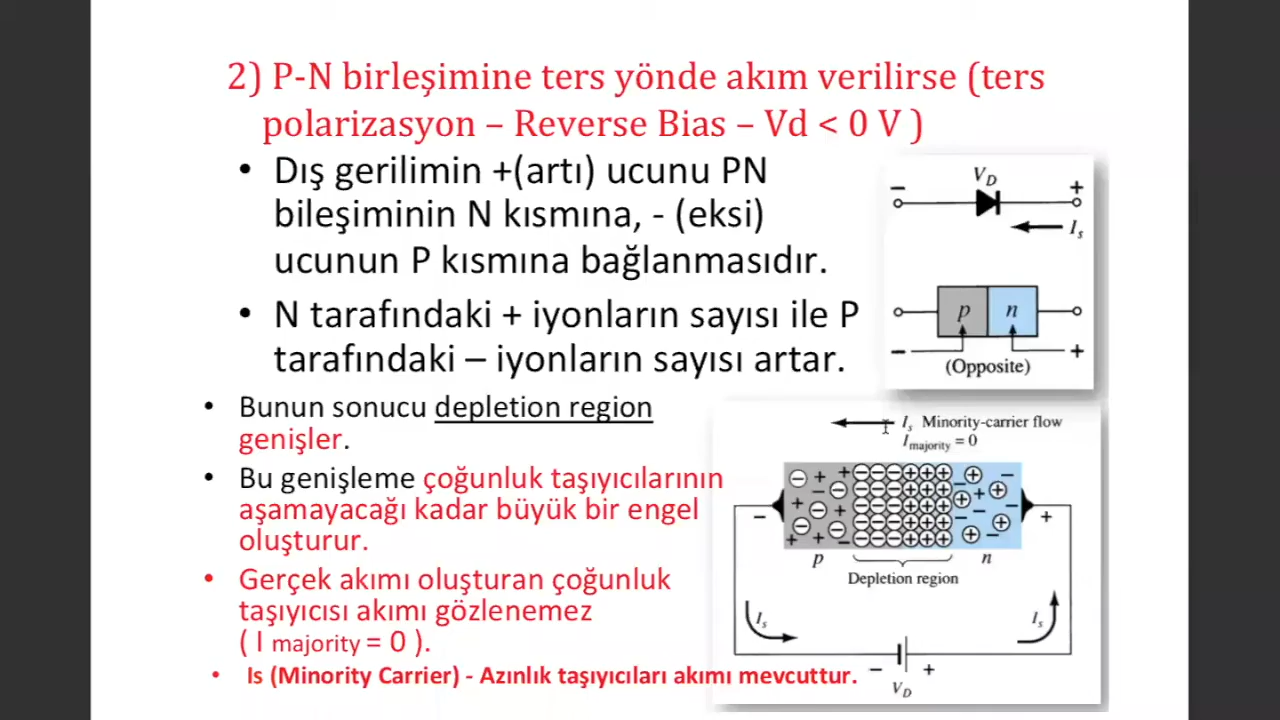 2) P-N birleşimine ters yönde akım verilirse (ters
polarizasyon – Reverse Bias – Vd < 0 V )
• Dış gerilimin +(artı) ucunu PN
bileşiminin N kısmına, - (eksi)
ucunun P kısmına bağlanmasıdır.
• N tarafındaki + iyonların sayısı ile P
tarafındaki – iyonların sayısı artar.
• Bunun sonucu depletion region
genişler.
• Bu genişleme çoğunluk taşıyıcılarının
aşamayacağı kadar büyük bir engel
oluşturur.
• Gerçek akımı oluşturan çoğunluk
taşıyıcısı akımı gözlenemez
( I majority = 0 ).
• Is (Minority Carrier) - Azınlık taşıyıcıları akımı mevcuttur.
V_D
– +
I_s
p n
– +
(Opposite)
I_s Minority-carrier flow
I_majority = 0
– +
p n
Depletion region
I_s I_s
– +
V_D